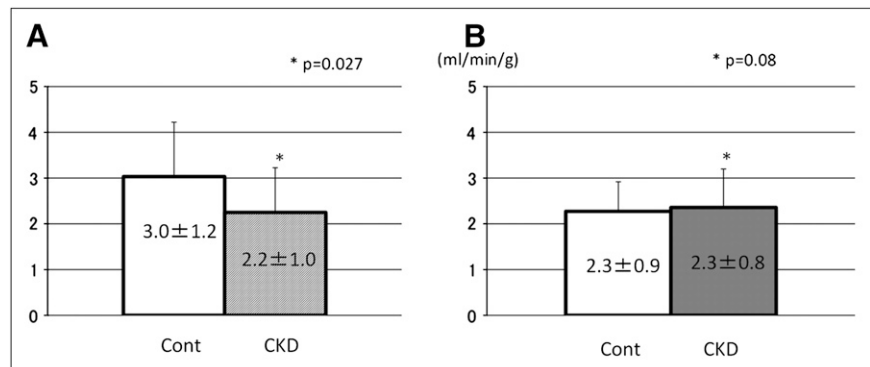 A
* p=0.027
5
4
3
2
1
0
*
3.0±1.2
2.2±1.0
Cont
CKD
B
(ml/min/g)
* p=0.08
5
4
3
2
1
0
*
2.3±0.9
2.3±0.8
Cont
CKD